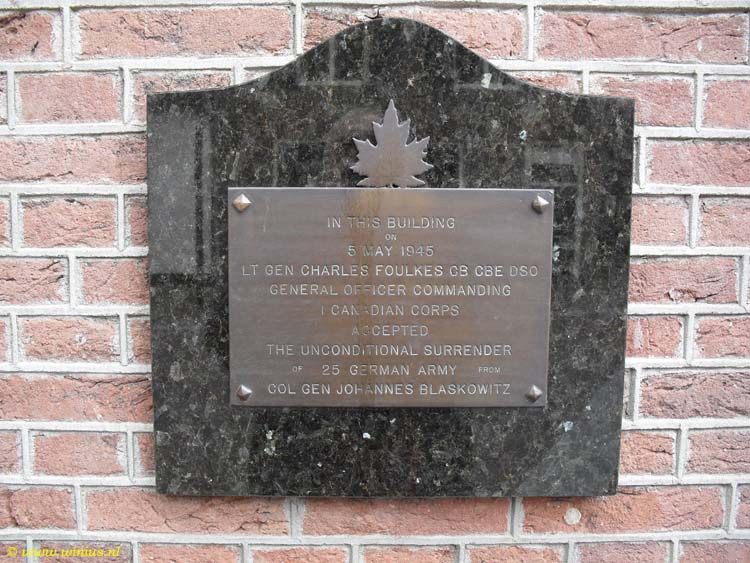 IN THIS BUILDING
ON
5 MAY 1945
LT GEN CHARLES FOULKES CB CBE DSO
GENERAL OFFICER COMMANDING
I CANADIAN CORPS
ACCEPTED
THE UNCONDITIONAL SURRENDER
OF 25 GERMAN ARMY FROM
COL GEN JOHANNES BLASKOWITZ
© www.winius.nl